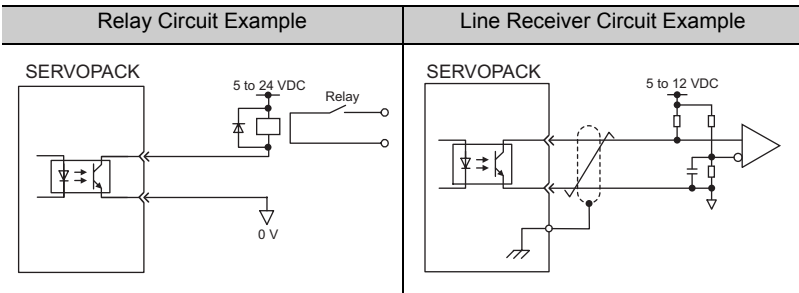 Relay Circuit Example
Line Receiver Circuit Example
SERVOPACK
5 to 24 VDC
Relay
0 V
SERVOPACK
5 to 12 VDC